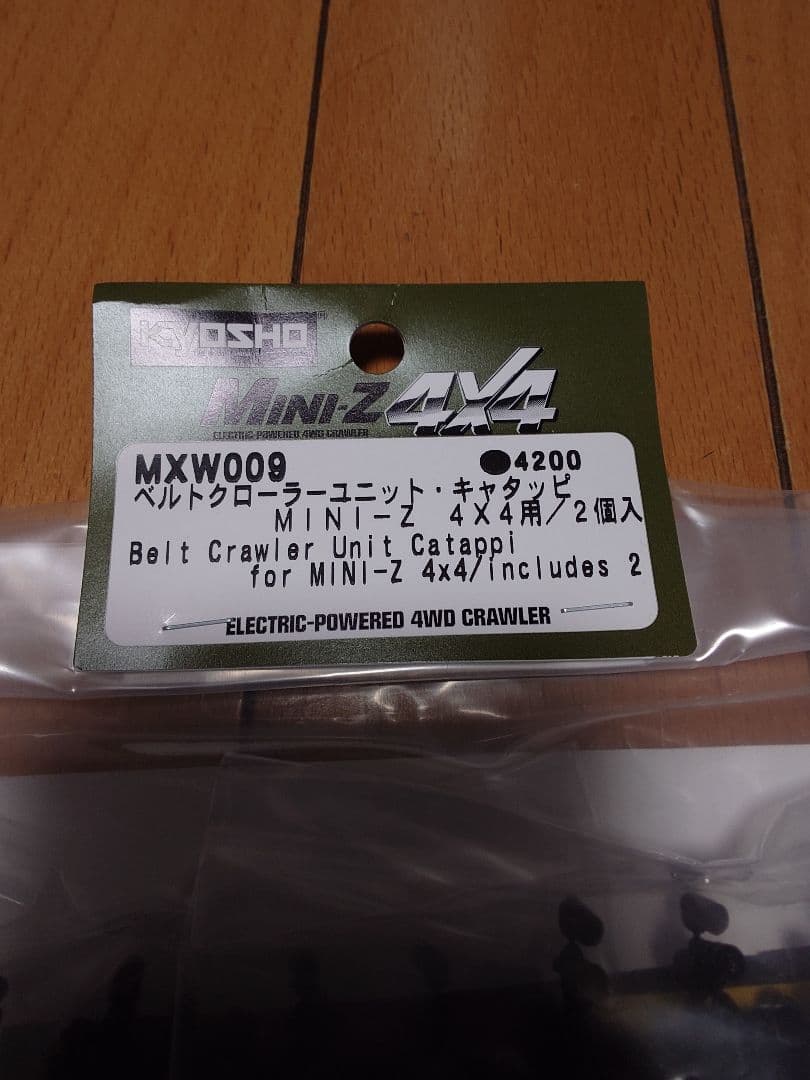 KYOSHO
MINI-Z 4X4
ELECTRIC-POWERED 4WD CRAWLER
MXW009 ●4200
ベルトクローラーユニット・キャタッピ
MINI-Z 4X4用/2個入
Belt Crawler Unit Catappi
for MINI-Z 4x4/includes 2
ELECTRIC-POWERED 4WD CRAWLER